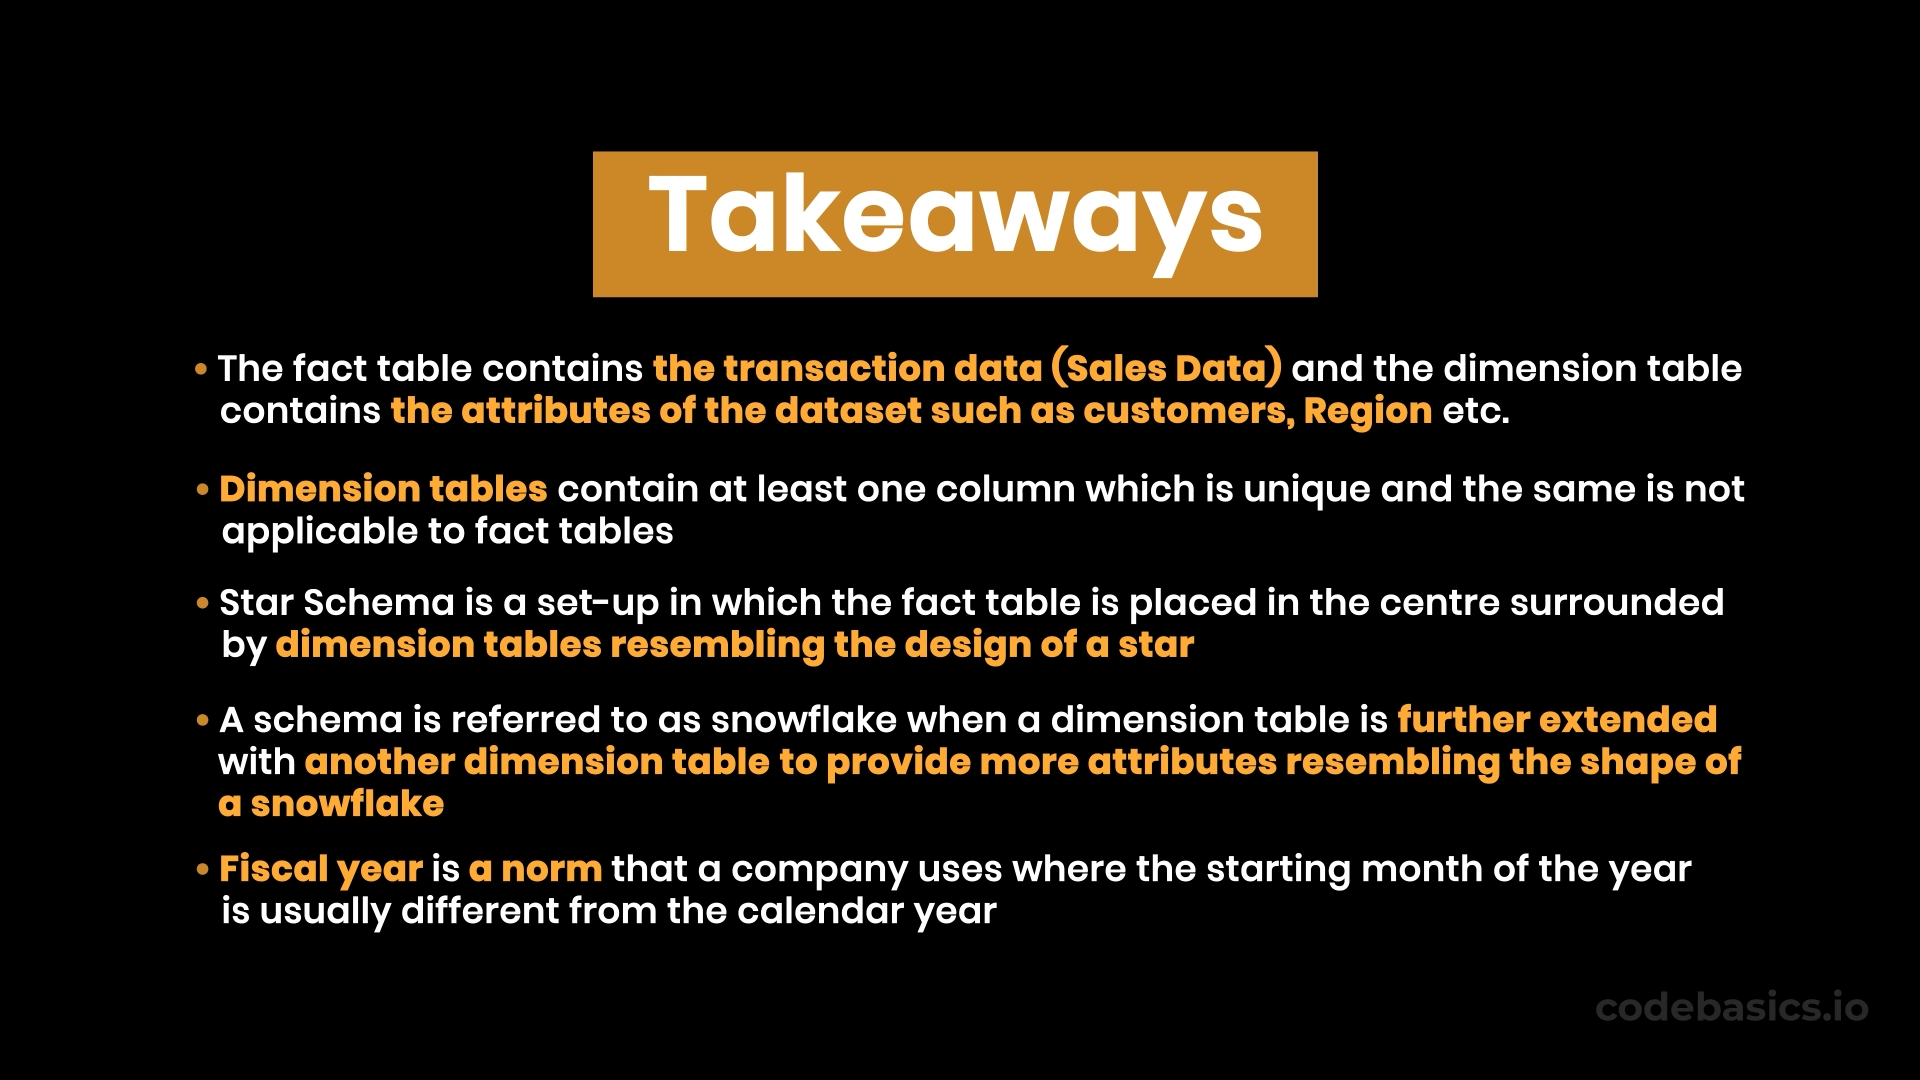 Takeaways
• The fact table contains the transaction data (Sales Data) and the dimension table
contains the attributes of the dataset such as customers, Region etc.
• Dimension tables contain at least one column which is unique and the same is not
applicable to fact tables
• Star Schema is a set-up in which the fact table is placed in the centre surrounded
by dimension tables resembling the design of a star
• A schema is referred to as snowflake when a dimension table is further extended
with another dimension table to provide more attributes resembling the shape of
a snowflake
• Fiscal year is a norm that a company uses where the starting month of the year
is usually different from the calendar year
codebasics.io